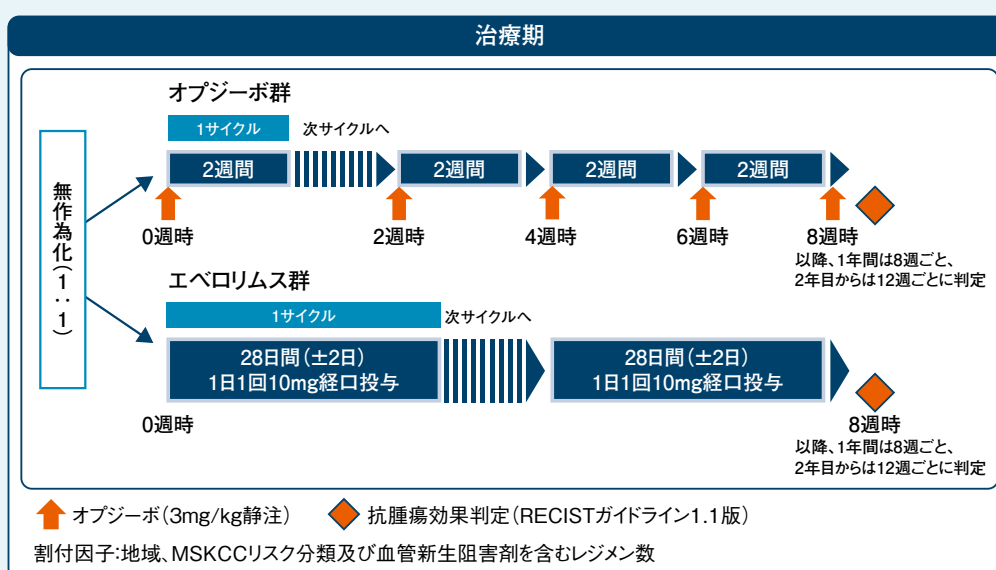 治療期
オプジーボ群
1サイクル 次サイクルへ
2週間 2週間 2週間 2週間
0週時 2週時 4週時 6週時 8週時
以降、1年間は8週ごと、
2年目からは12週ごとに判定
無作為化(1:1)
エベロリムス群
1サイクル 次サイクルへ
28日間(±2日) 28日間(±2日)
1日1回10mg経口投与 1日1回10mg経口投与
0週時 8週時
以降、1年間は8週ごと、
2年目からは12週ごとに判定
オプジーボ(3mg/kg静注) 抗腫瘍効果判定(RECISTガイドライン1.1版)
割付因子:地域、MSKCCリスク分類及び血管新生阻害剤を含むレジメン数